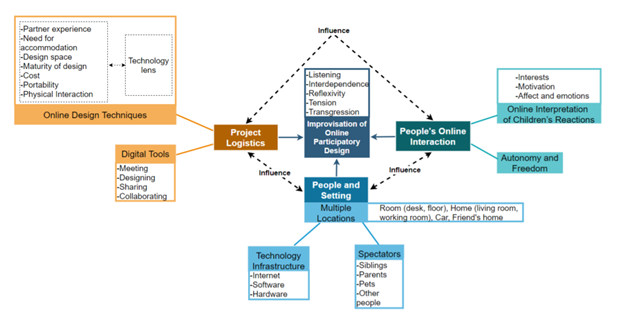 Influence
-Partner experience
-Need for
accommodation
-Design space
-Maturity of design
-Cost
-Portability
-Physical Interaction
Technology
lens
Online Design Techniques
-Listening
-Interdependence
-Reflexivity
-Tension
-Transgression
Improvisation of
Online
Participatory
Design
-Interests
-Motivation
-Affect and emotions
Online Interpretation
of Children's Reactions
Project
Logistics
People's Online
Interaction
Digital Tools
-Meeting
-Designing
-Sharing
-Collaborating
Autonomy and
Freedom
Influence
Influence
People and
Setting
Multiple
Locations
Room (desk, floor), Home (living room,
working room), Car, Friend's home
Technology
Infrastructure
-Internet
-Software
-Hardware
Spectators
-Siblings
-Parents
-Pets
-Other
people